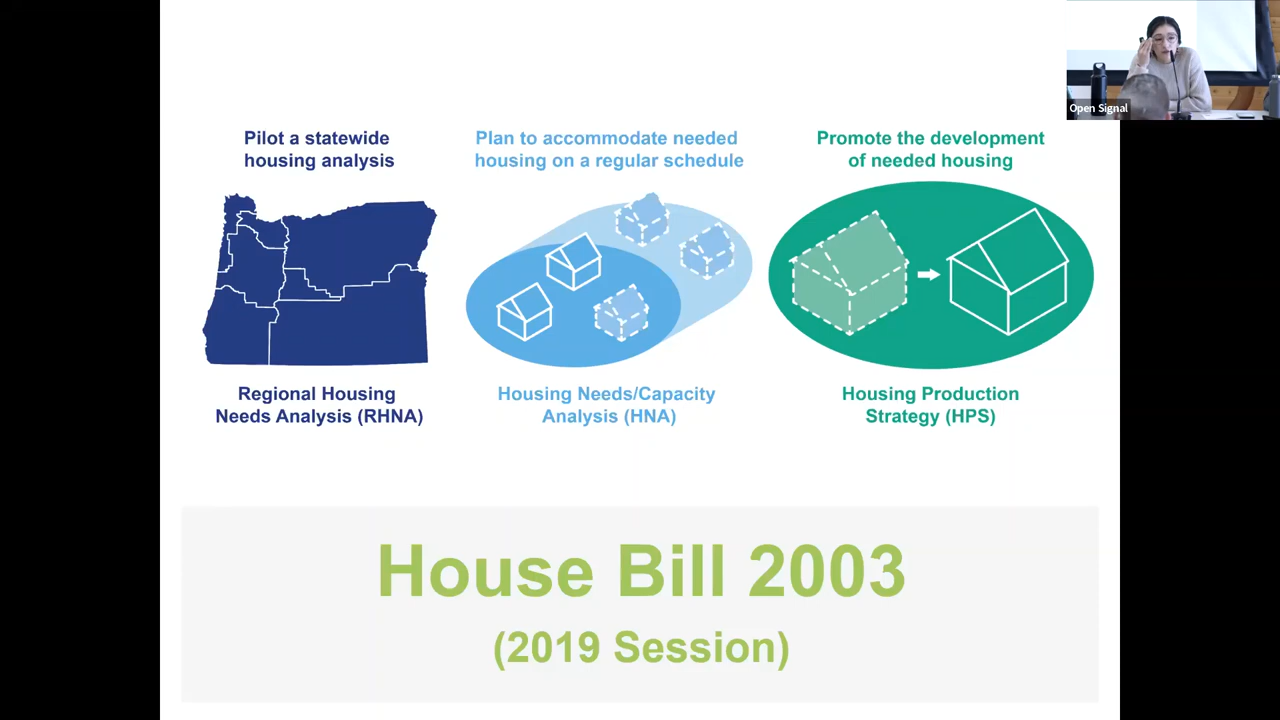 Open Signal
Pilot a statewide
housing analysis
Plan to accommodate needed
housing on a regular schedule
Promote the development
of needed housing
Regional Housing
Needs Analysis (RHNA)
Housing Needs/Capacity
Analysis (HNA)
Housing Production
Strategy (HPS)
House Bill 2003
(2019 Session)